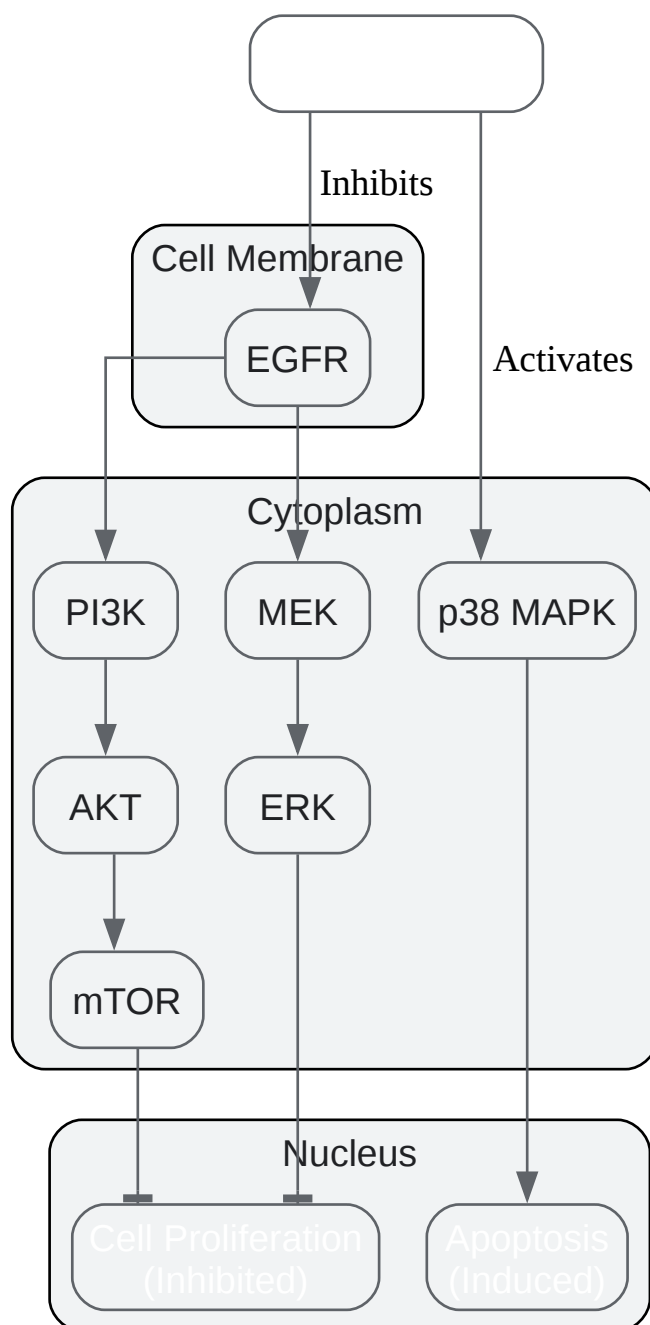 Inhibits
Cell Membrane
EGFR
Activates
Cytoplasm
PI3K
MEK
p38 MAPK
AKT
ERK
mTOR
Nucleus
Cell Proliferation
(Inhibited)
Apoptosis
(Induced)